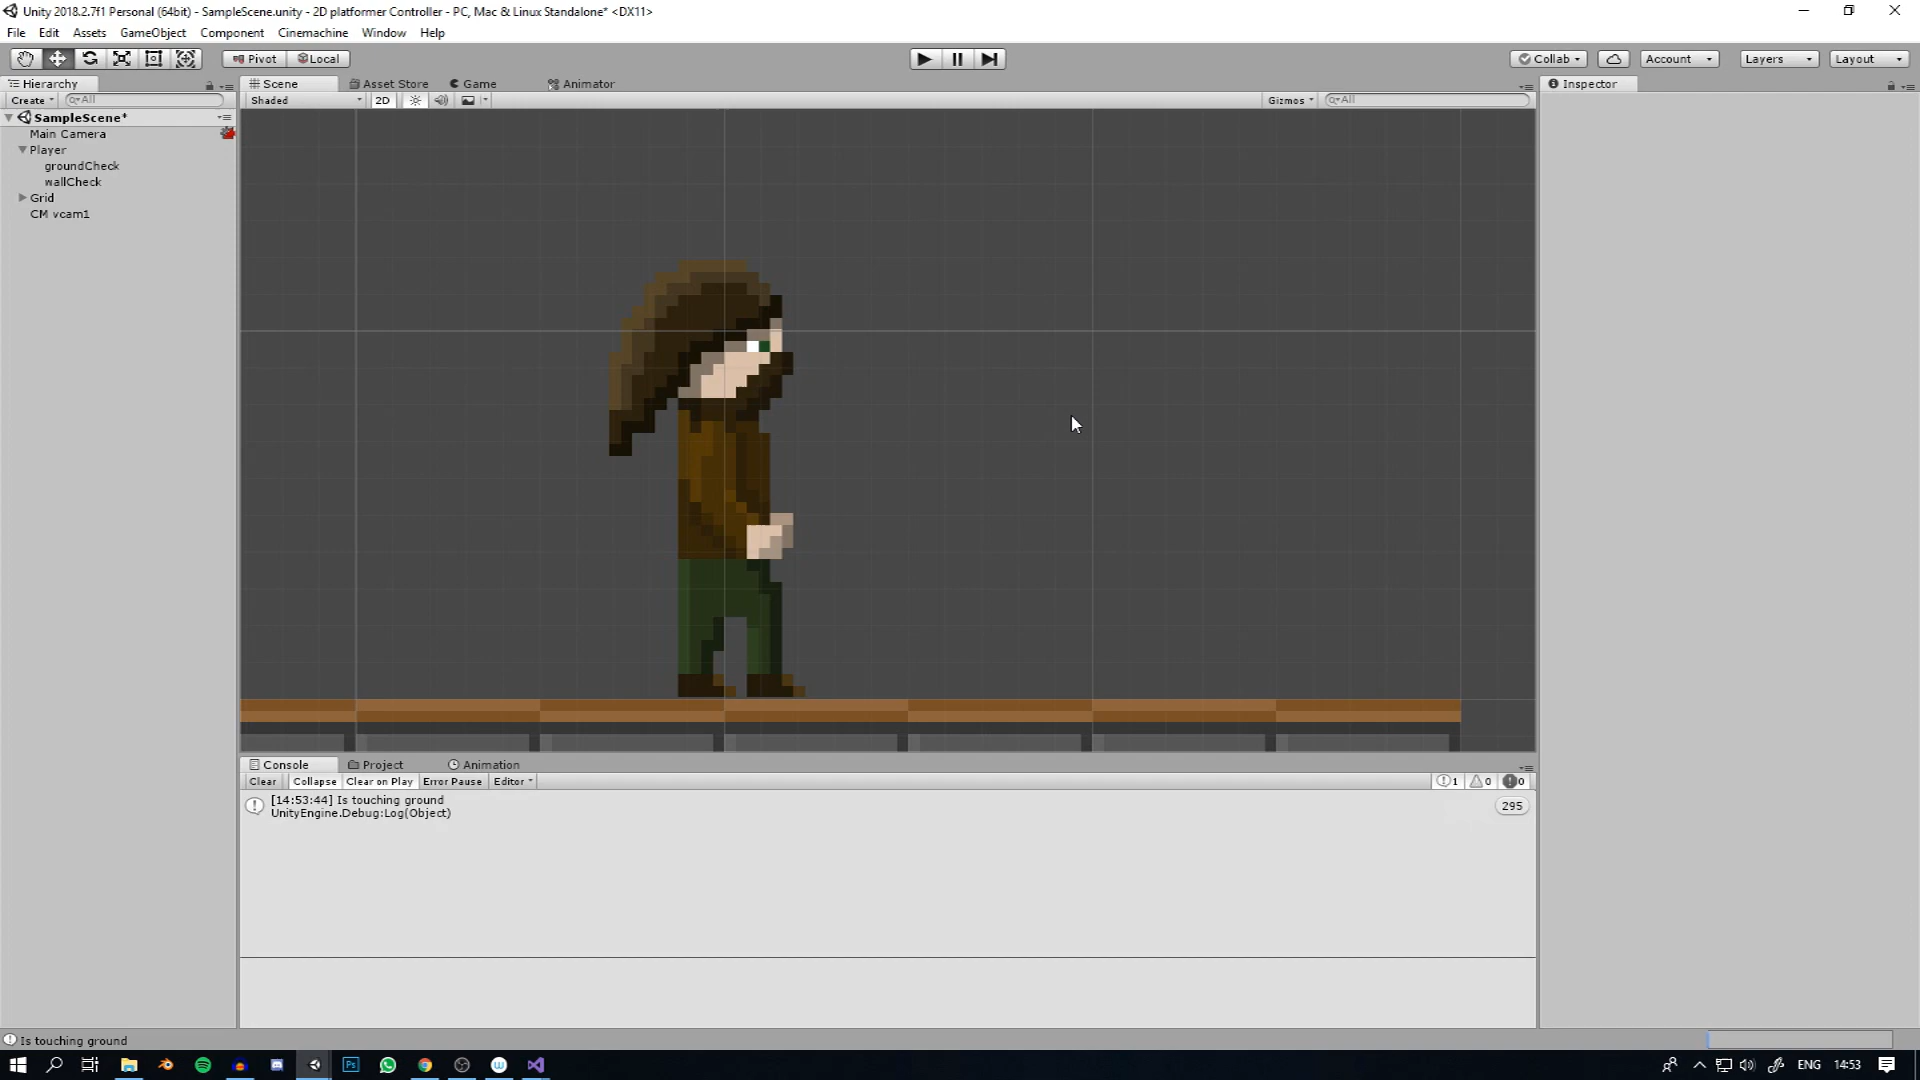 Unity 2018.2.7f1 Personal (64bit) - SampleScene.unity - 2D platformer Controller - PC, Mac & Linux Standalone* <DX11>
File Edit Assets GameObject Component Cinemachine Window Help
Pivot Local Collab Account Layers Layout
Hierarchy Scene Asset Store Game Animator Inspector
Create All Shaded 2D Gizmos All
SampleScene*
Main Camera
Player
groundCheck
wallCheck
Grid
CM vcam1
Console Project Animation
Clear Collapse Clear on Play Error Pause Editor 1 0 0
[14:53:44] Is touching ground
UnityEngine.Debug:Log(Object)
295
Is touching ground
Ps ENG 14:53